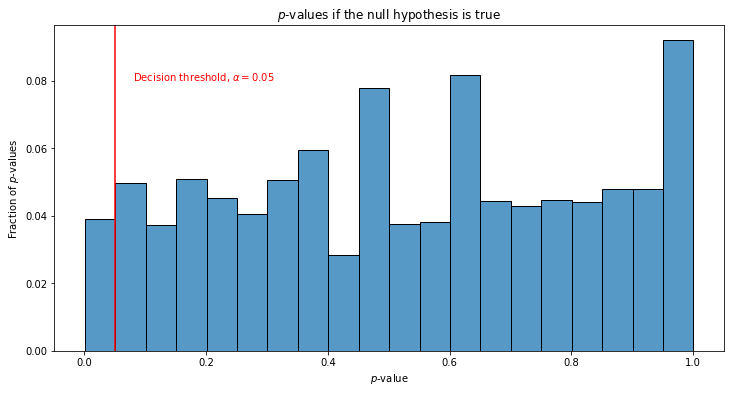 p-values if the null hypothesis is true
Decision threshold, α = 0.05
Fraction of p-values
0.08
0.06
0.04
0.02
0.00
0.0 0.2 0.4 0.6 0.8 1.0
p-value